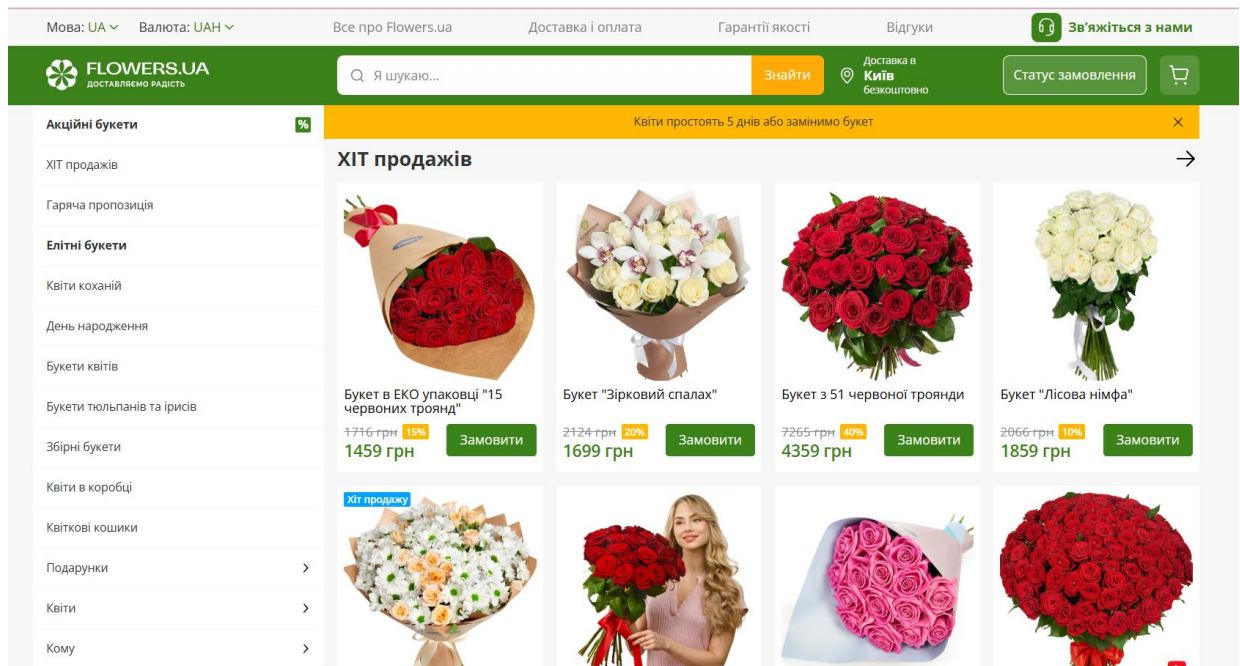 Мова: UA Валюта: UAH Все про Flowers.ua Доставка і оплата Гарантії якості Відгуки Зв'яжіться з нами
FLOWERS.UA
ДОСТАВЛЯЄМО РАДІСТЬ
Я шукаю...
Знайти
Доставка в
Київ
безкоштовно
Статус замовлення
Акційні букети %
ХІТ продажів
Гаряча пропозиція
Елітні букети
Квіти коханій
День народження
Букети квітів
Букети тюльпанів та ірисів
Збірні букети
Квіти в коробці
Квіткові кошики
Подарунки
Квіти
Кому
Квіти простоять 5 днів або замінимо букет
ХІТ продажів
Букет в ЕКО упаковці "15
червоних троянд"
1716 грн 15%
1459 грн
Замовити
Букет "Зірковий спалах"
2124 грн 20%
1699 грн
Замовити
Букет з 51 червоної троянди
7265 грн 40%
4359 грн
Замовити
Букет "Лісова німфа"
2066 грн 10%
1859 грн
Замовити
Хіт продажу